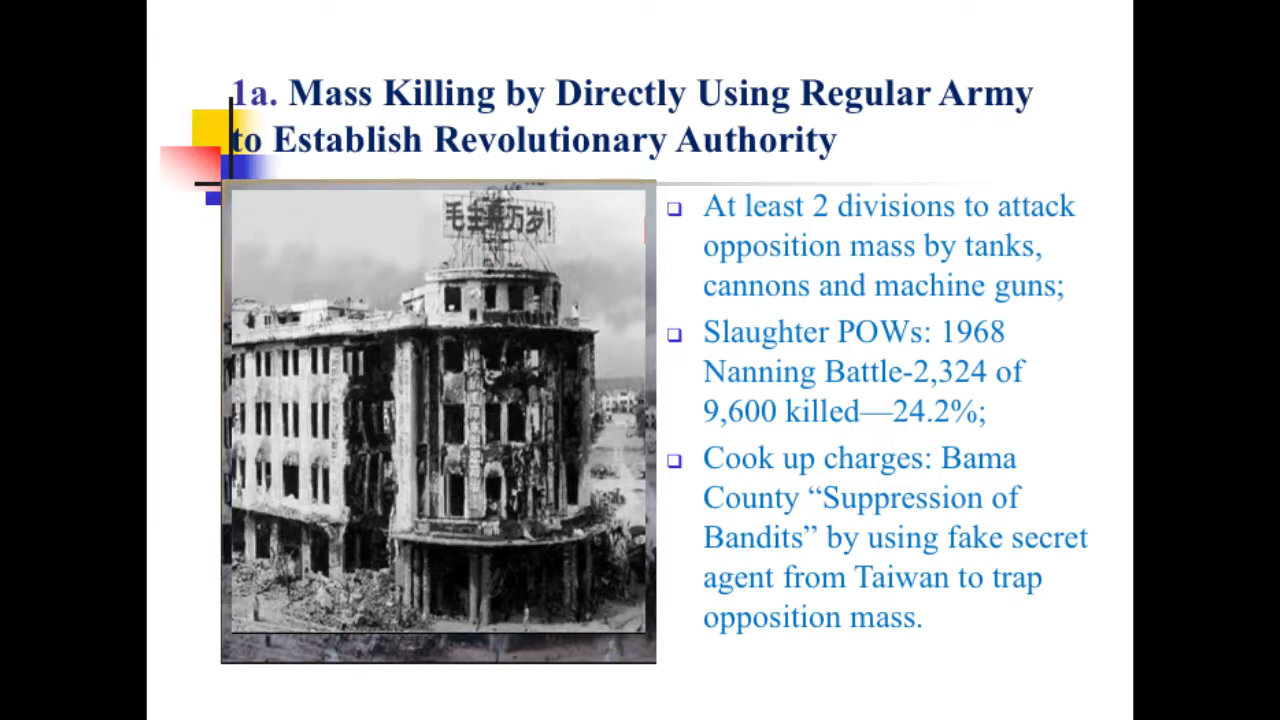 1a. Mass Killing by Directly Using Regular Army
to Establish Revolutionary Authority
毛主席万岁!
At least 2 divisions to attack
opposition mass by tanks,
cannons and machine guns;
Slaughter POWs: 1968
Nanning Battle-2,324 of
9,600 killed—24.2%;
Cook up charges: Bama
County “Suppression of
Bandits” by using fake secret
agent from Taiwan to trap
opposition mass.